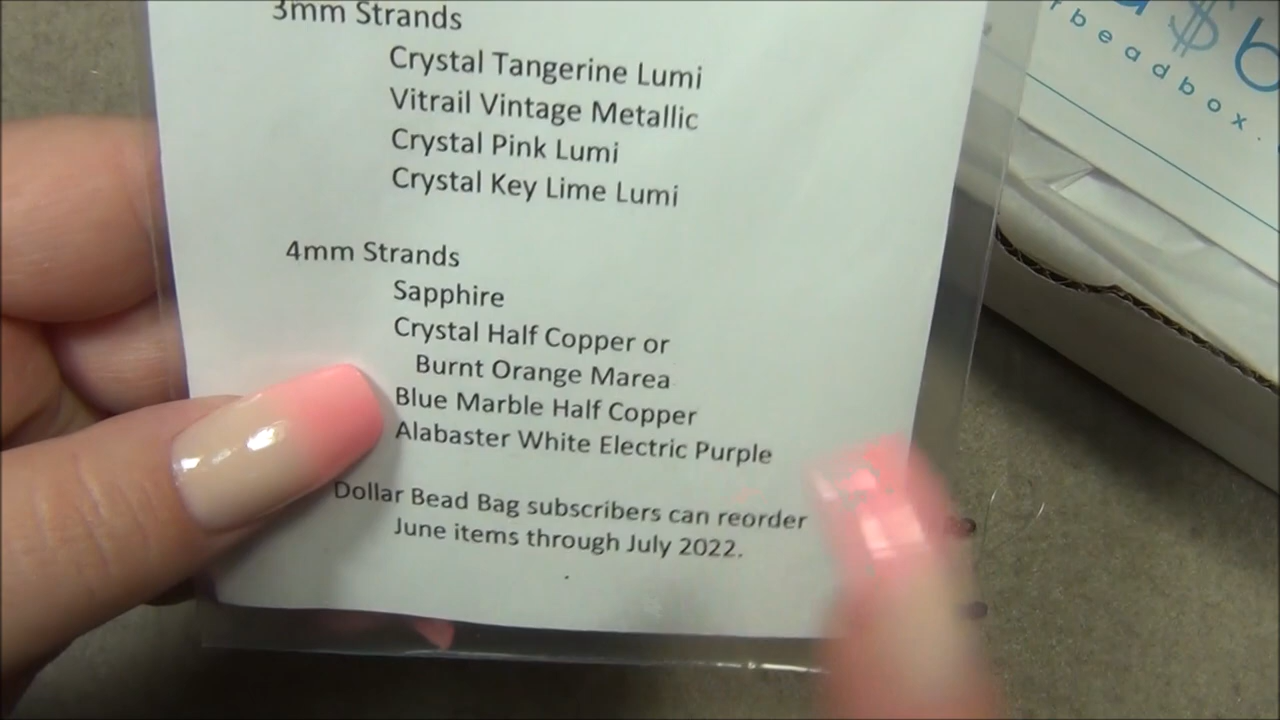 3mm Strands
Crystal Tangerine Lumi
Vitrail Vintage Metallic
Crystal Pink Lumi
Crystal Key Lime Lumi
4mm Strands
Sapphire
Crystal Half Copper or
Burnt Orange Marea
Blue Marble Half Copper
Alabaster White Electric Purple
Dollar Bead Bag subscribers can reorder
June items through July 2022.
$b
rbeadbox.